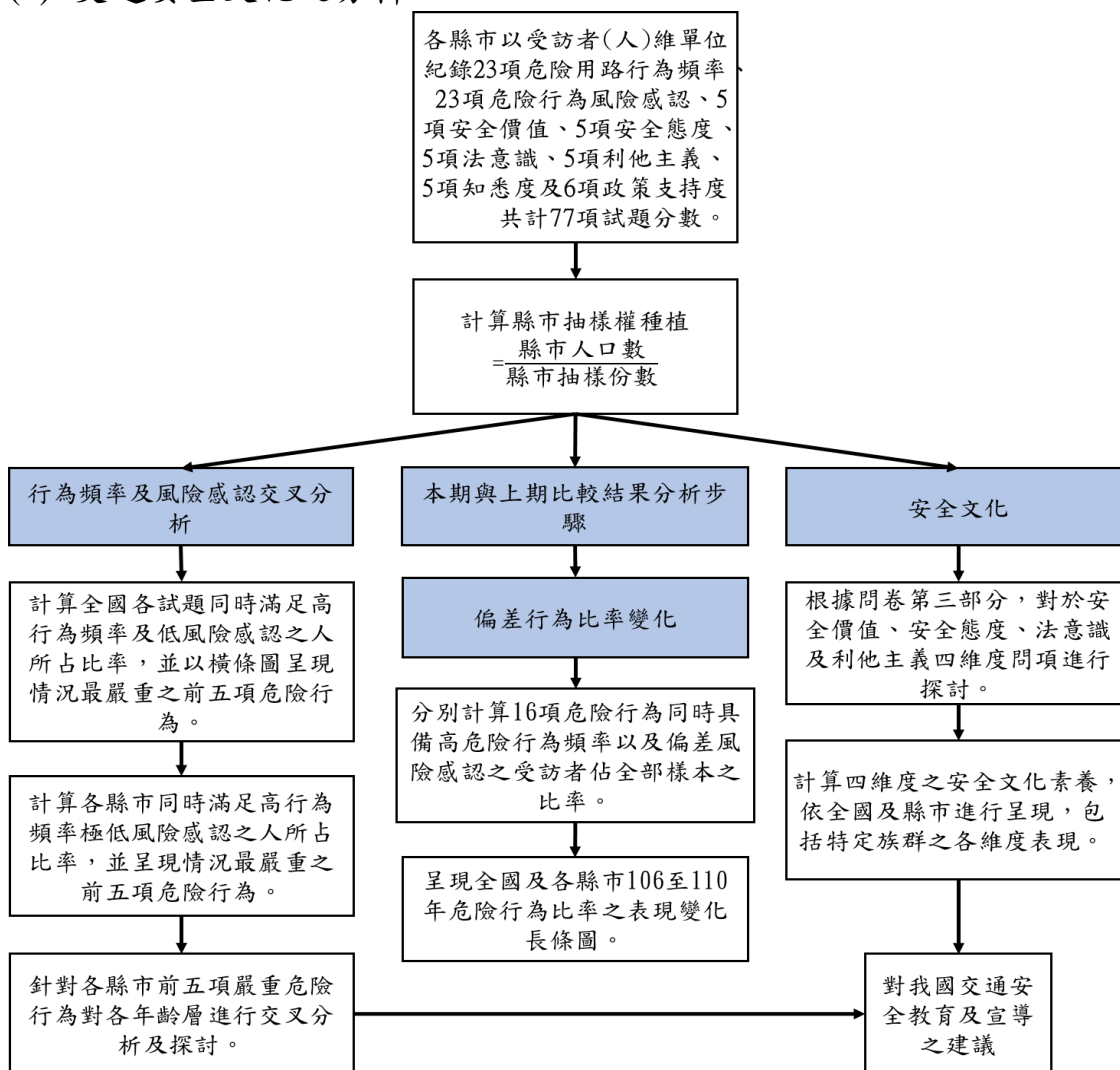 各縣市以受訪者(人)維單位
紀錄23項危險用路行為頻率、
23項危險行為風險感認、5
項安全價值、5項安全態度、
5項法意識、5項利他主義、
5項知悉度及6項政策支持度
共計77項試題分數。
計算縣市抽樣權種植
=縣市人口數
縣市抽樣份數
行為頻率及風險感認交叉分
析
計算全國各試題同時滿足高
行為頻率及低風險感認之人
所占比率，並以橫條圖呈現
情況最嚴重之前五項危險行
為。
計算各縣市同時滿足高行為
頻率極低風險感認之人所占
比率，並呈現情況最嚴重之
前五項危險行為。
針對各縣市前五項嚴重危險
行為對各年齡層進行交叉分
析及探討。
本期與上期比較結果分析步
驟
偏差行為比率變化
分別計算16項危險行為同時具
備高危險行為頻率以及偏差風
險感認之受訪者佔全部樣本之
比率。
呈現全國及各縣市106至110
年危險行為比率之表現變化
長條圖。
安全文化
根據問卷第三部分，對於安
全價值、安全態度、法意識
及利他主義四維度問項進行
探討。
計算四維度之安全文化素養，
依全國及縣市進行呈現，包
括特定族群之各維度表現。
對我國交通安
全教育及宣導
之建議